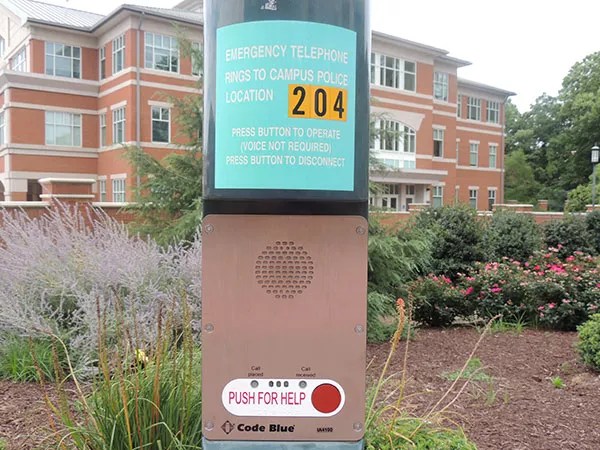 EMERGENCY TELEPHONE
RINGS TO CAMPUS POLICE
LOCATION 204
PRESS BUTTON TO OPERATE
(VOICE NOT REQUIRED)
PRESS BUTTON TO DISCONNECT
Call placed
Call received
PUSH FOR HELP
Code Blue
IA4100